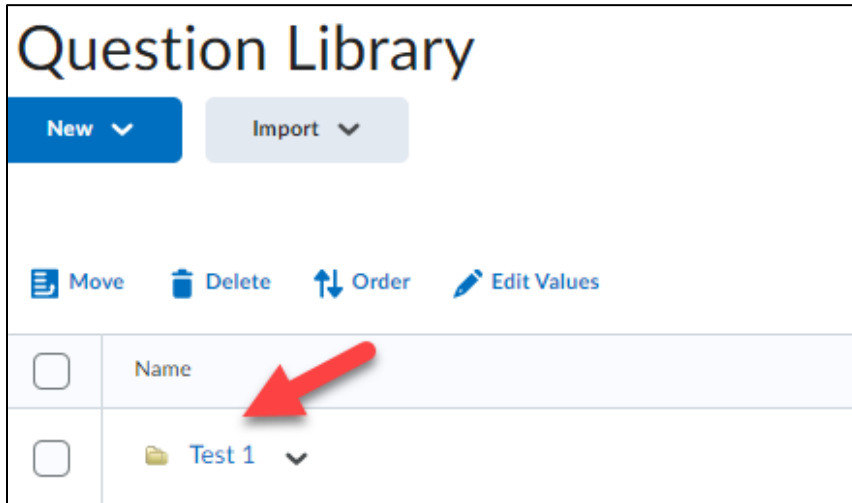 Question Library
New Import
Move Delete Order Edit Values
Name
Test 1